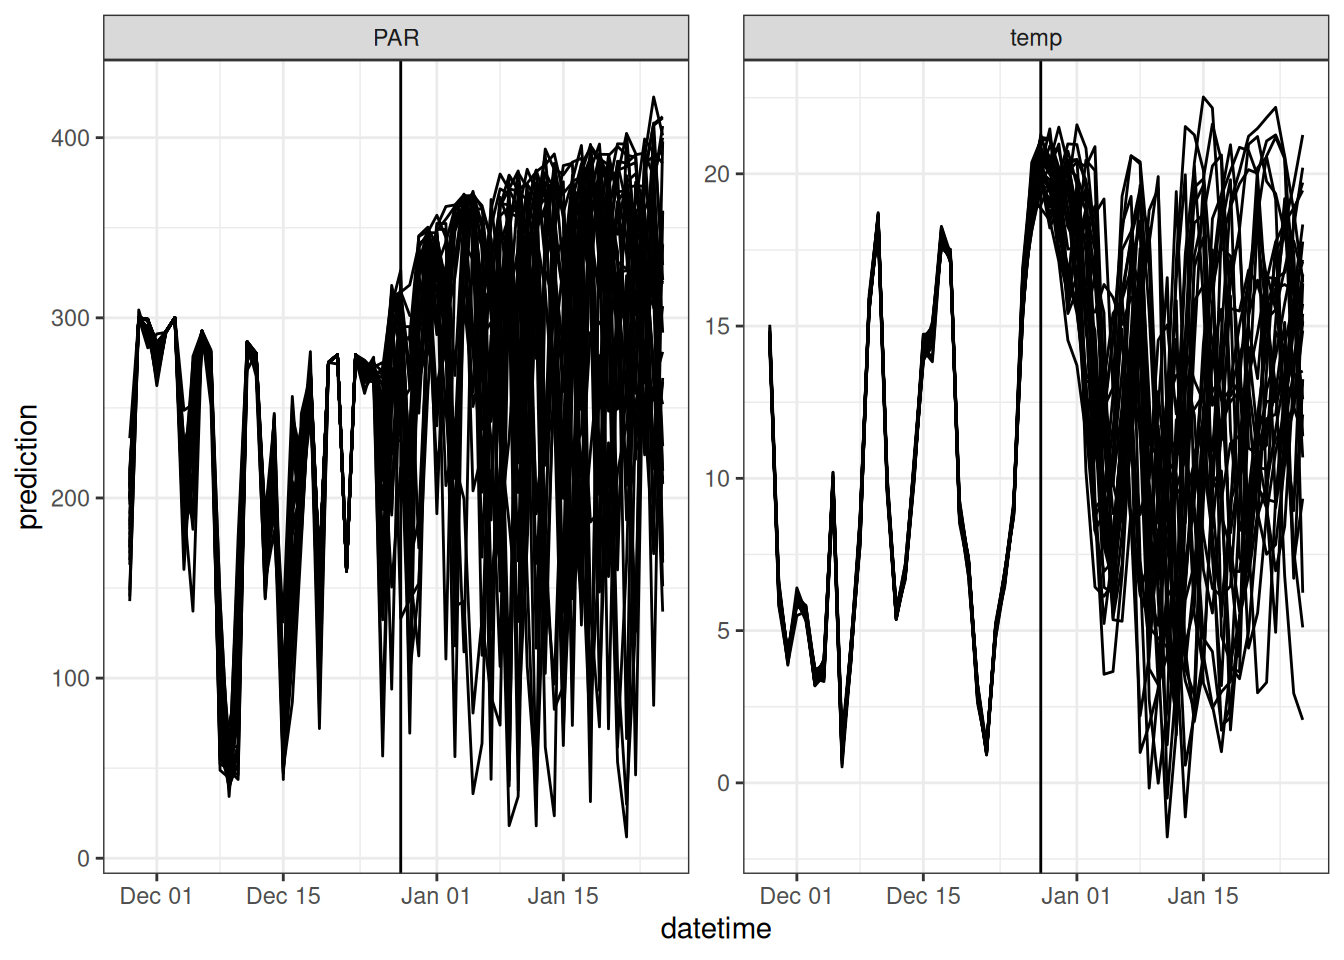 PAR
temp
prediction
400
300
200
100
0
20
15
10
5
0
Dec 01
Dec 15
Jan 01
Jan 15
Dec 01
Dec 15
Jan 01
Jan 15
datetime